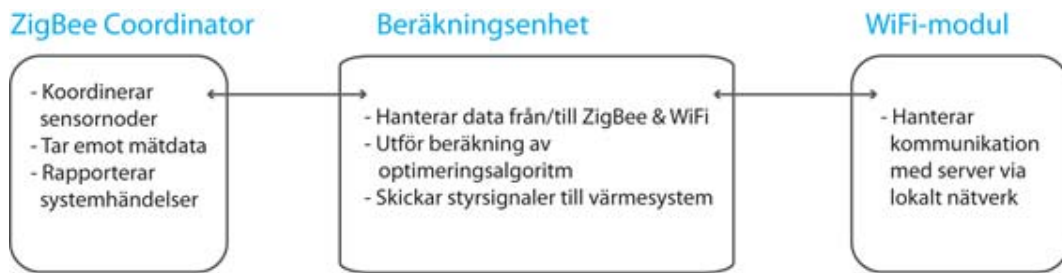 ZigBee Coordinator
- Koordinerar
sensornoder
- Tar emot mätdata
- Rapporterar
systemhändelser
Beräkningsenhet
- Hanterar data från/till ZigBee & WiFi
- Utför beräkning av
optimeringsalgoritm
- Skickar styrsignaler till värmesystem
WiFi-modul
- Hanterar
kommunikation
med server via
lokalt nätverk